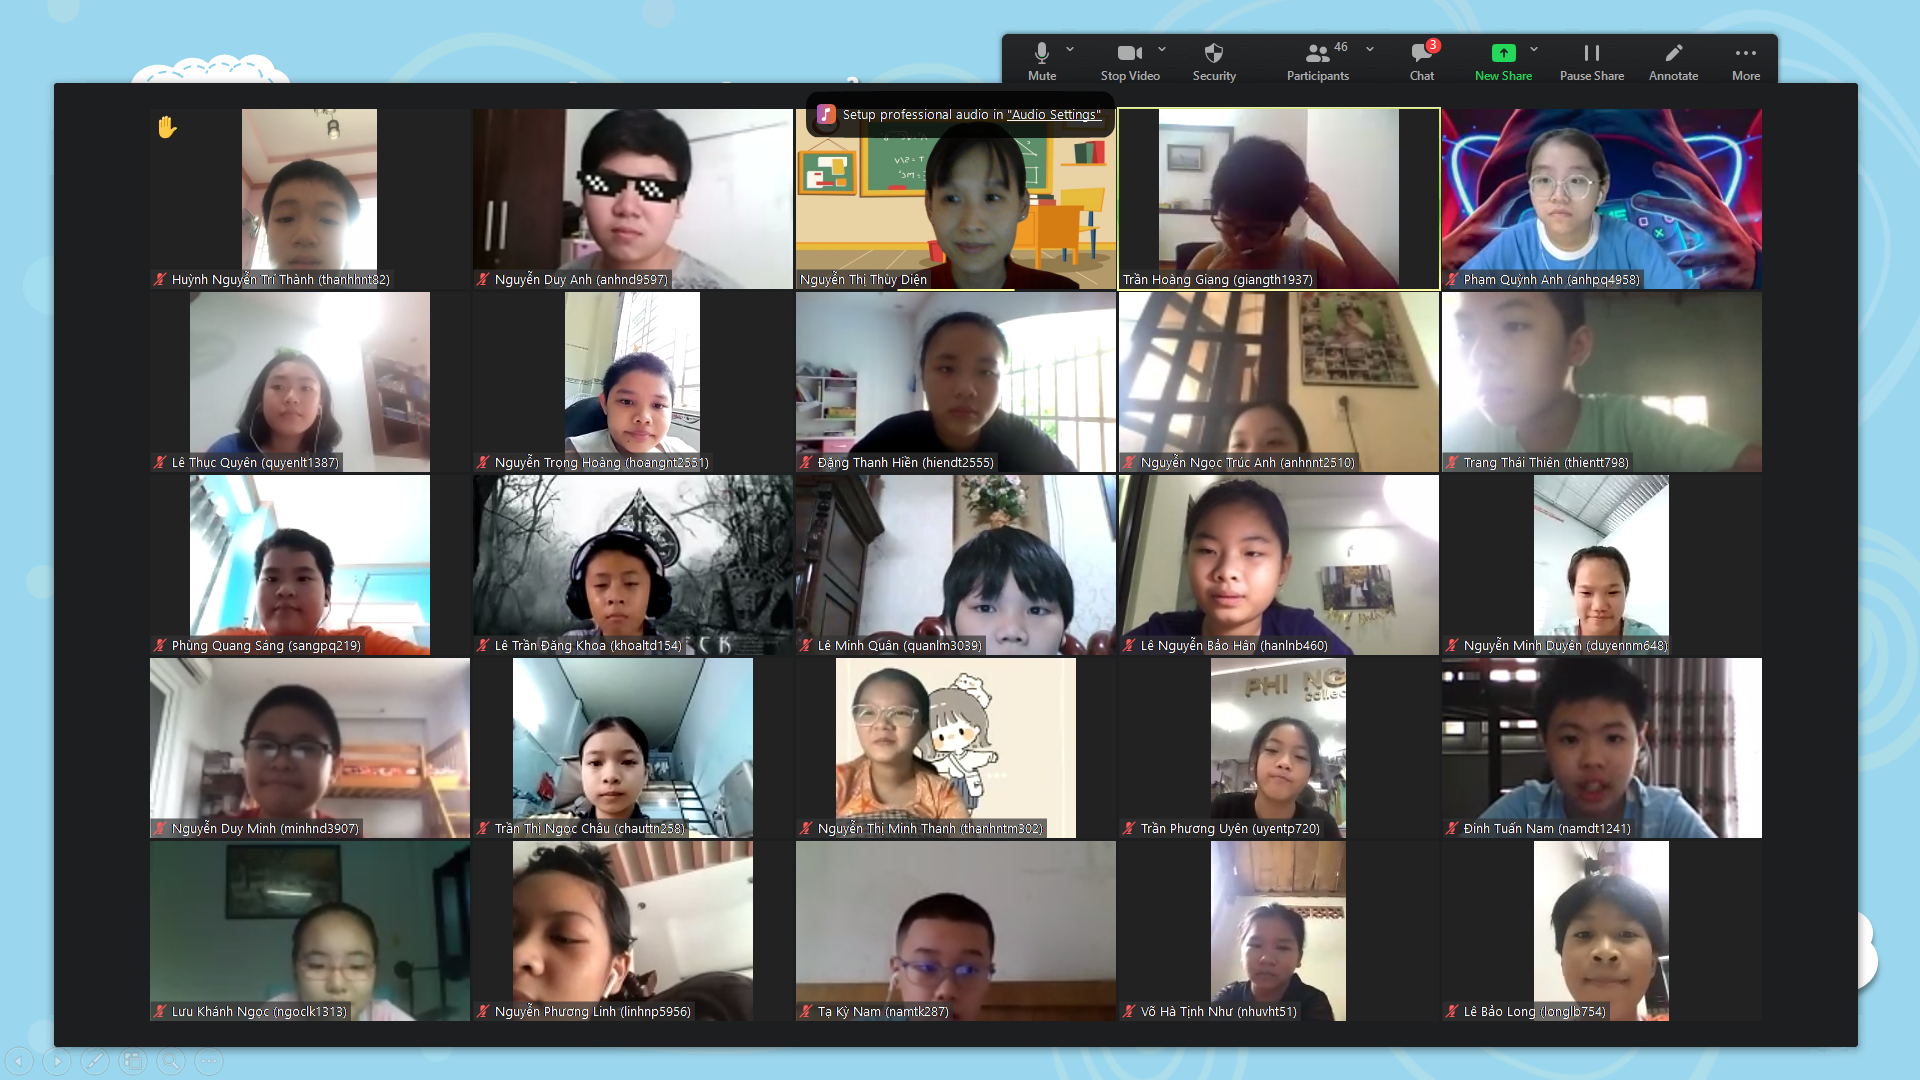 46
3
Mute
Stop Video
Security
Participants
Chat
New Share
Pause Share
Annotate
More
Setup professional audio in "Audio Settings"
Huỳnh Nguyễn Trí Thành (thanhhnt82)
Nguyễn Duy Anh (anhnd9597)
Nguyễn Thị Thùy Diện
Trần Hoàng Giang (giangth1937)
Phạm Quỳnh Anh (anhpq4958)
Lê Thục Quyên (quyenlt1387)
Nguyễn Trọng Hoàng (hoangnt2551)
Đặng Thanh Hiền (hiendt2555)
Nguyễn Ngọc Trúc Anh (anhnnt2510)
Trang Thái Thiên (thientt798)
Phùng Quang Sáng (sangpq219)
Lê Trần Đăng Khoa (khoaltd154)
Lê Minh Quân (quanlm3039)
Lê Nguyễn Bảo Hân (hanlnb460)
Nguyễn Minh Duyên (duyennm648)
PHI NG
collec
Nguyễn Duy Minh (minhnd3907)
Trần Thị Ngọc Châu (chauttn258)
Nguyễn Thị Minh Thanh (thanhntm302)
Trần Phương Uyên (uyentp720)
Đinh Tuấn Nam (namdt1241)
Lưu Khánh Ngọc (ngoclk1313)
Nguyễn Phương Linh (linhnp5956)
Tạ Kỳ Nam (namtk287)
Võ Hà Tịnh Như (nhuvht51)
Lê Bảo Long (longlb754)